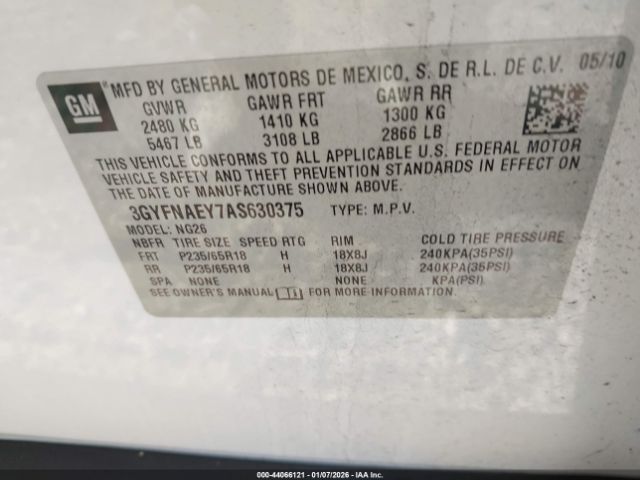 GM
MFD BY GENERAL MOTORS DE MEXICO, S. DE R.L. DE C.V. 05/10
GVWR GAWR FRT GAWR RR
2480 KG 1410 KG 1300 KG
5467 LB 3108 LB 2866 LB
THIS VEHICLE CONFORMS TO ALL APPLICABLE U.S. FEDERAL MOTOR
VEHICLE SAFETY AND THEFT PREVENTION STANDARDS IN EFFECT ON
THE DATE OF MANUFACTURE SHOWN ABOVE.
3GYFNAEY7AS630375 TYPE: M.P.V.
MODEL: NG26
NBFR TIRE SIZE SPEED RTG RIM COLD TIRE PRESSURE
FRT P235/65R18 H 18X8J 240KPA(35PSI)
RR P235/65R18 H 18X8J 240KPA(35PSI)
SPA NONE NONE KPA(PSI)
SEE OWNER'S MANUAL FOR MORE INFORMATION.
000-44066121 - 01/07/2026 - IAA Inc.